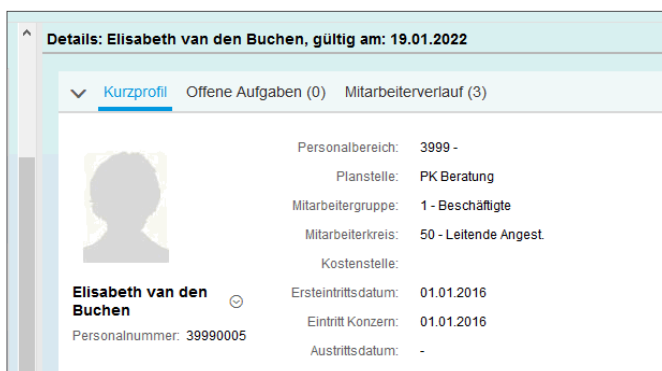 Details: Elisabeth van den Buchen, gültig am: 19.01.2022
Kurzprofil Offene Aufgaben (0) Mitarbeiterverlauf (3)
Personalbereich: 3999 -
Planstelle: PK Beratung
Mitarbeitergruppe: 1 - Beschäftigte
Mitarbeiterkreis: 50 - Leitende Angest.
Kostenstelle:
Elisabeth van den
Buchen
Personalnummer: 39990005
Ersteintrittsdatum: 01.01.2016
Eintritt Konzern: 01.01.2016
Austrittsdatum: -